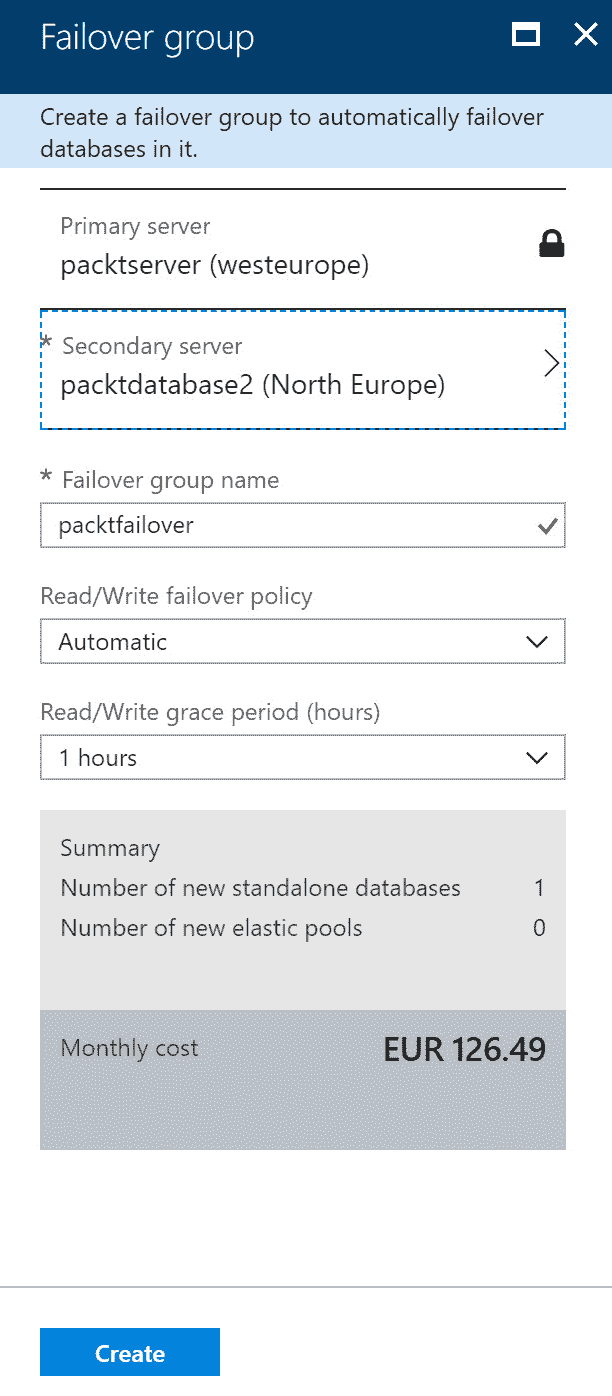 Failover group
Create a failover group to automatically failover
databases in it.
Primary server
packtserver (westeurope)
* Secondary server
packtdatabase2 (North Europe)
* Failover group name
packtfailover
Read/Write failover policy
Automatic
Read/Write grace period (hours)
1 hours
Summary
Number of new standalone databases 1
Number of new elastic pools 0
Monthly cost EUR 126.49
Create